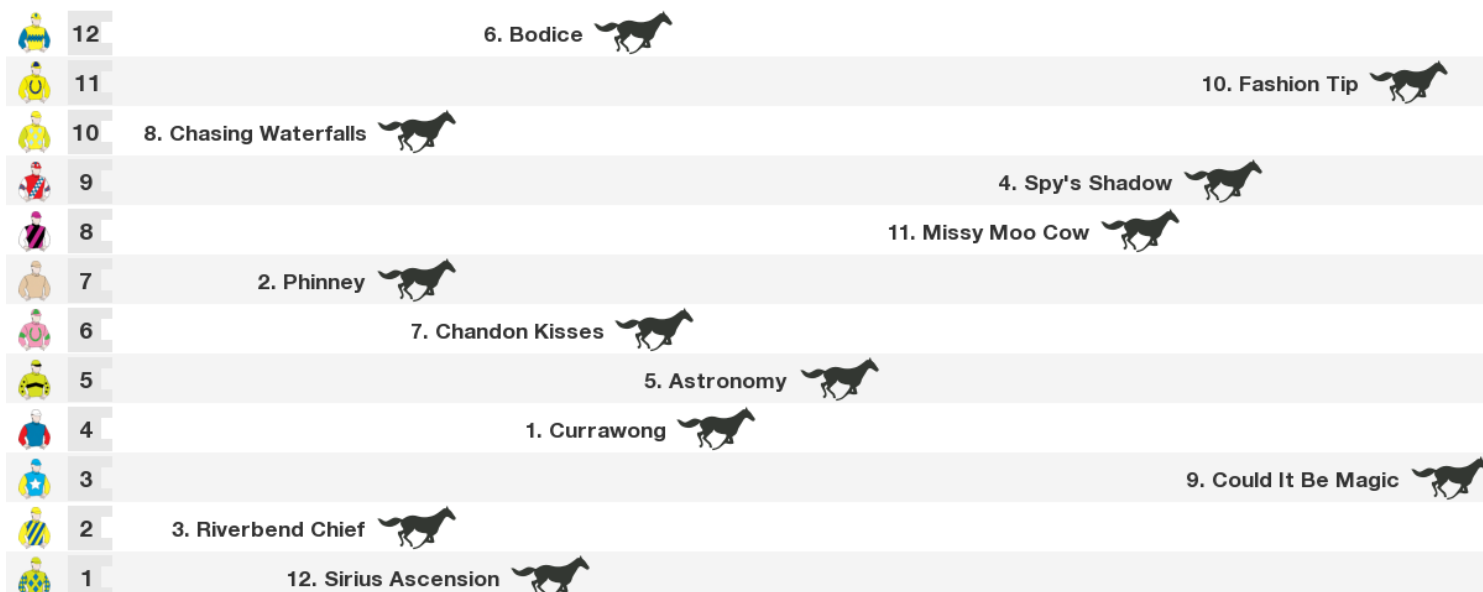 12 6. Bodice
11 10. Fashion Tip
10 8. Chasing Waterfalls
9 4. Spy's Shadow
8 11. Missy Moo Cow
7 2. Phinney
6 7. Chandon Kisses
5 5. Astronomy
4 1. Currawong
3 9. Could It Be Magic
2 3. Riverbend Chief
1 12. Sirius Ascension